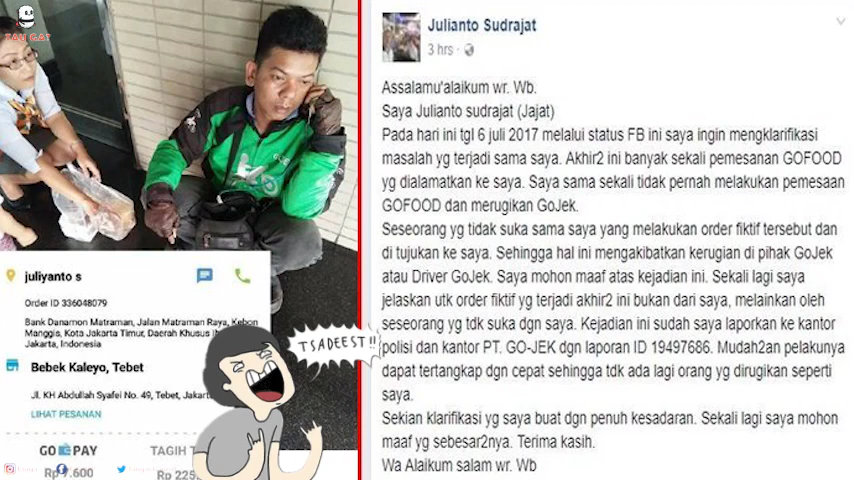 TAU GA?
GOJEK
juliyanto s
Order ID 336048079
Bank Danamon Matraman, Jalan Matraman Raya, Kebon
Manggis, Kota Jakarta Timur, Daerah Khusus
Jakarta, Indonesia
Bebek Kaleyo, Tebet
Jl. KH Abdullah Syafei No. 49, Tebet,
LIHAT PESANAN
GO PAY
TAGIH
TSADEEST!!
Julianto Sudrajat
3 hrs
Assalamu'alaikum wr. Wb.
Saya Julianto sudrajat (Jajat)
Pada hari ini tgl 6 juli 2017 melalui status FB ini saya ingin mengklarifikasi
masalah yg terjadi sama saya. Akhir2 ini banyak sekali pemesanan GOFOOD
yg dialamatkan ke saya. Saya sama sekali tidak pernah melakukan pemesaan
GOFOOD dan merugikan GoJek.
Seseorang yg tidak suka sama saya yang melakukan order fiktif tersebut dan
di tujukan ke saya. Sehingga hal ini mengakibatkan kerugian di pihak GoJek
atau Driver GoJek. Saya mohon maaf atas kejadian ini. Sekali lagi saya
jelaskan utk order fiktif yg terjadi akhir2 ini bukan dari saya, melainkan oleh
seseorang yg tdk suka dgn saya. Kejadian ini sudah saya laporkan ke kantor
polisi dan kantor PT. GO-JEK dgn laporan ID 19497686. Mudah2an pelakunya
dapat tertangkap dgn cepat sehingga tdk ada lagi orang yg dirugikan seperti
saya.
Sekian klarifikasi yg saya buat dgn penuh kesadaran. Sekali lagi saya mohon
maaf yg sebesar2nya. Terima kasih.
Wa Alaikum salam wr. Wb